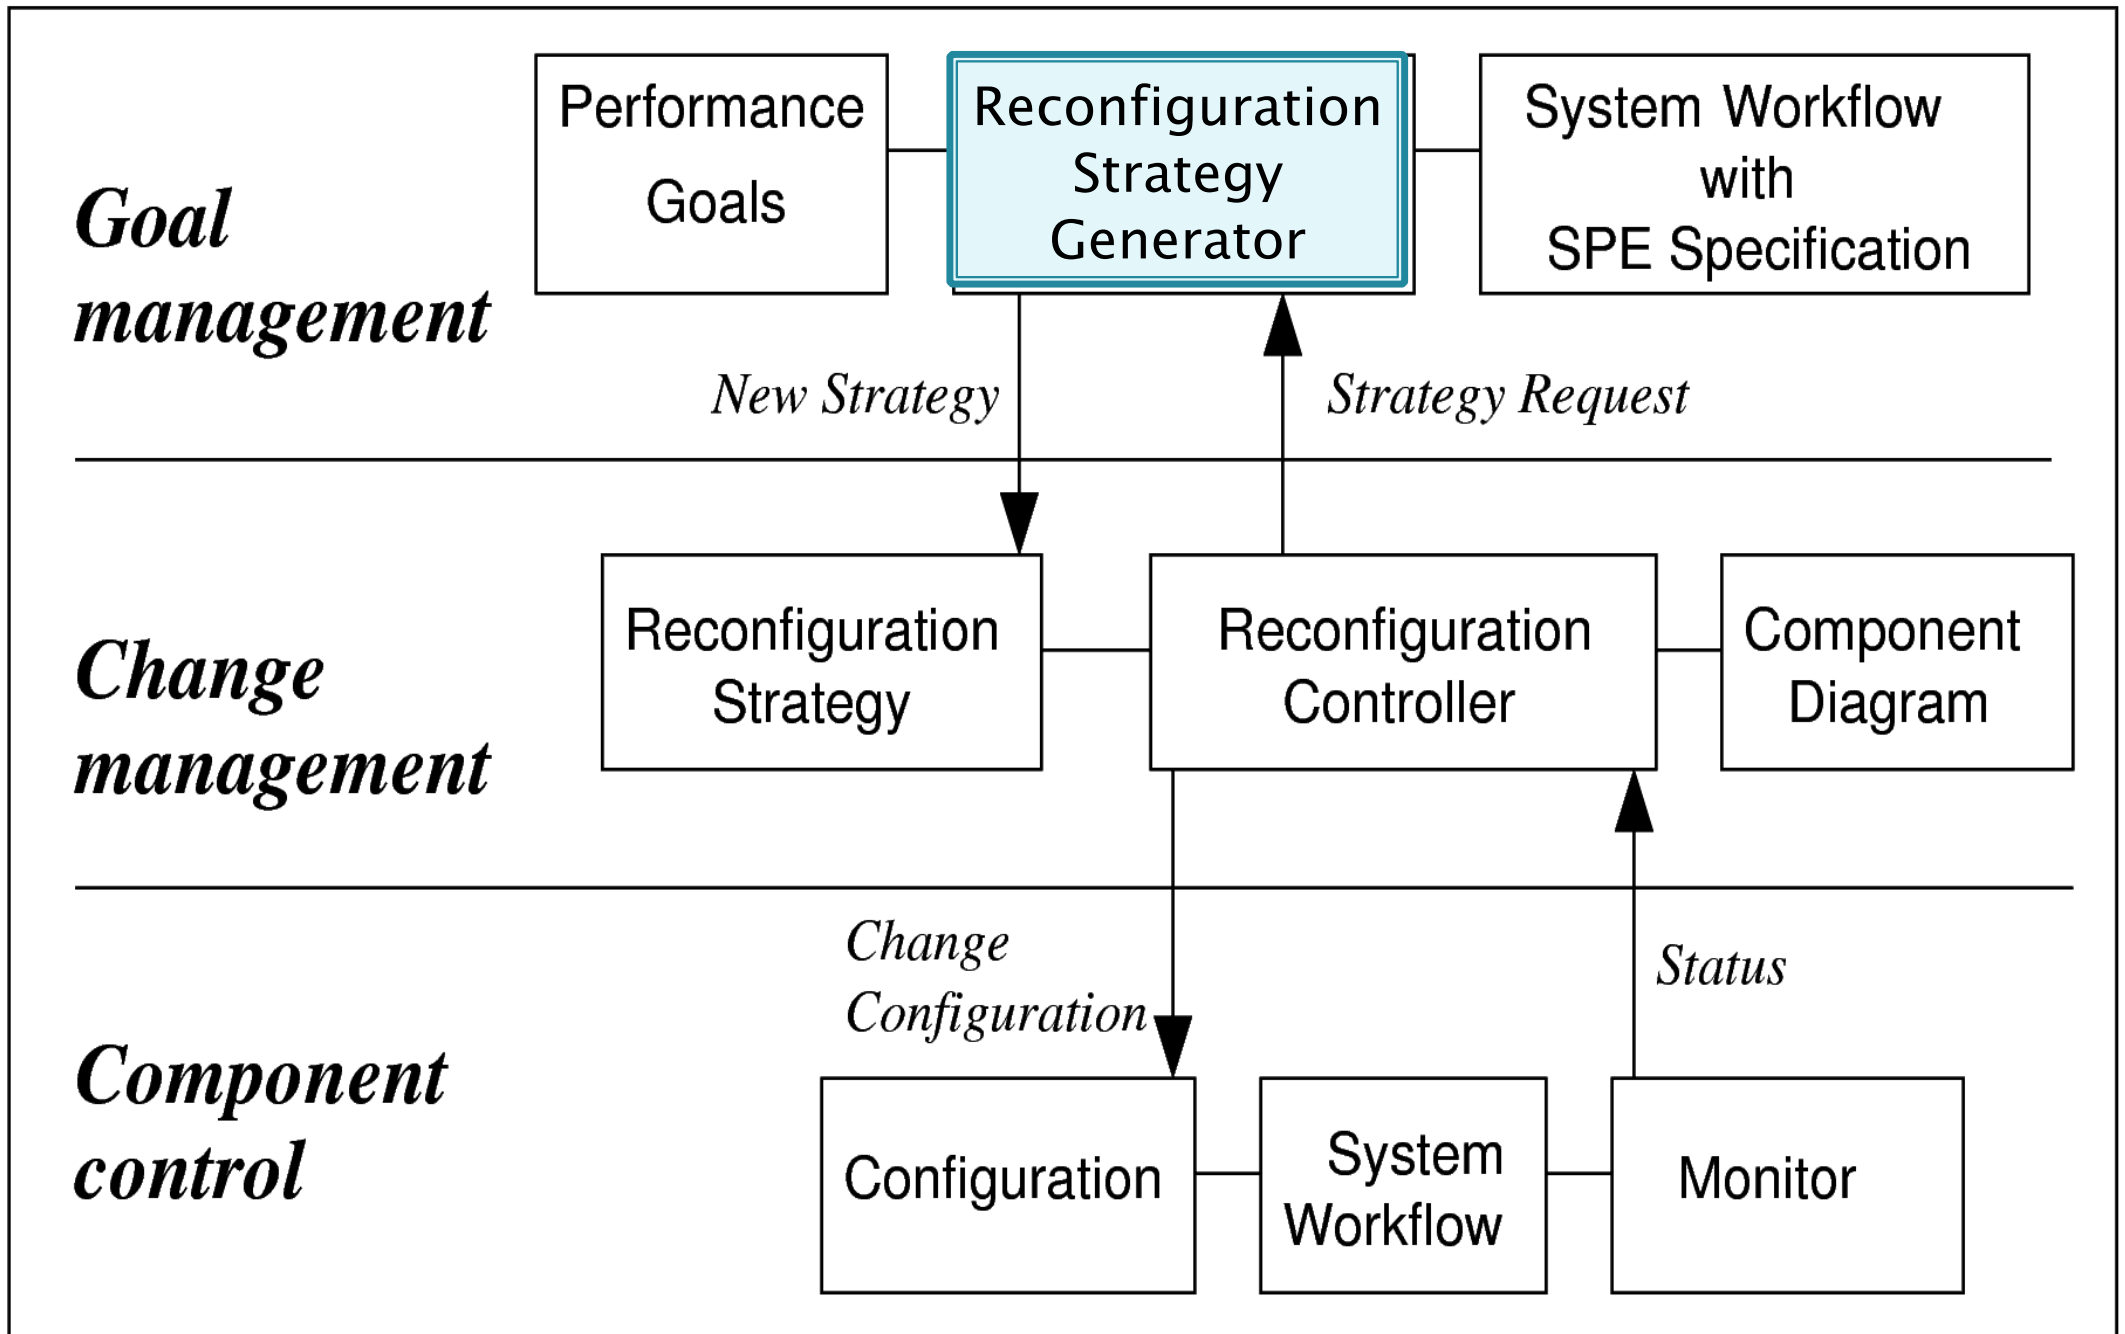 Goal
management
Performance
Goals
Reconfiguration
Strategy
Generator
System Workflow
with
SPE Specification
New Strategy
Strategy Request
Change
management
Reconfiguration
Strategy
Reconfiguration
Controller
Component
Diagram
Change
Configuration
Status
Component
control
Configuration
System
Workflow
Monitor